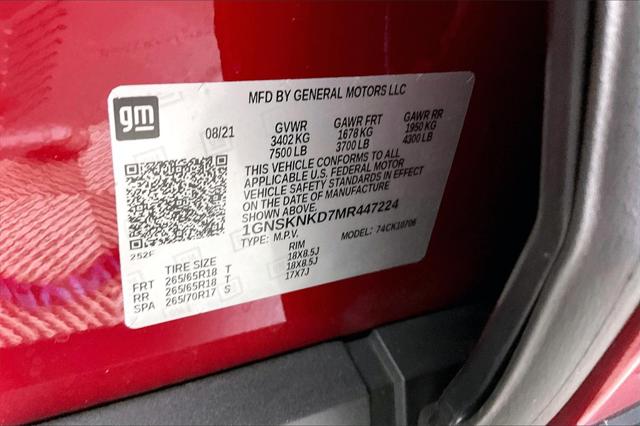 MFD BY GENERAL MOTORS LLC
gm
08/21 GVWR GAWR FRT GAWR RR
3402 KG 1678 KG 1950 KG
7500 LB 3700 LB 4300 LB
THIS VEHICLE CONFORMS TO ALL
APPLICABLE U.S. FEDERAL MOTOR
VEHICLE SAFETY STANDARDS IN EFFECT
ON THE DATE OF MANUFACTURE
SHOWN ABOVE.
1GNSKNKD7MR447224
TYPE: M.P.V. MODEL: 74CK10706
252F
TIRE SIZE RIM
FRT 265/65R18 T 18X8.5J
RR 265/65R18 T 18X8.5J
SPA 265/70R17 S 17X7J